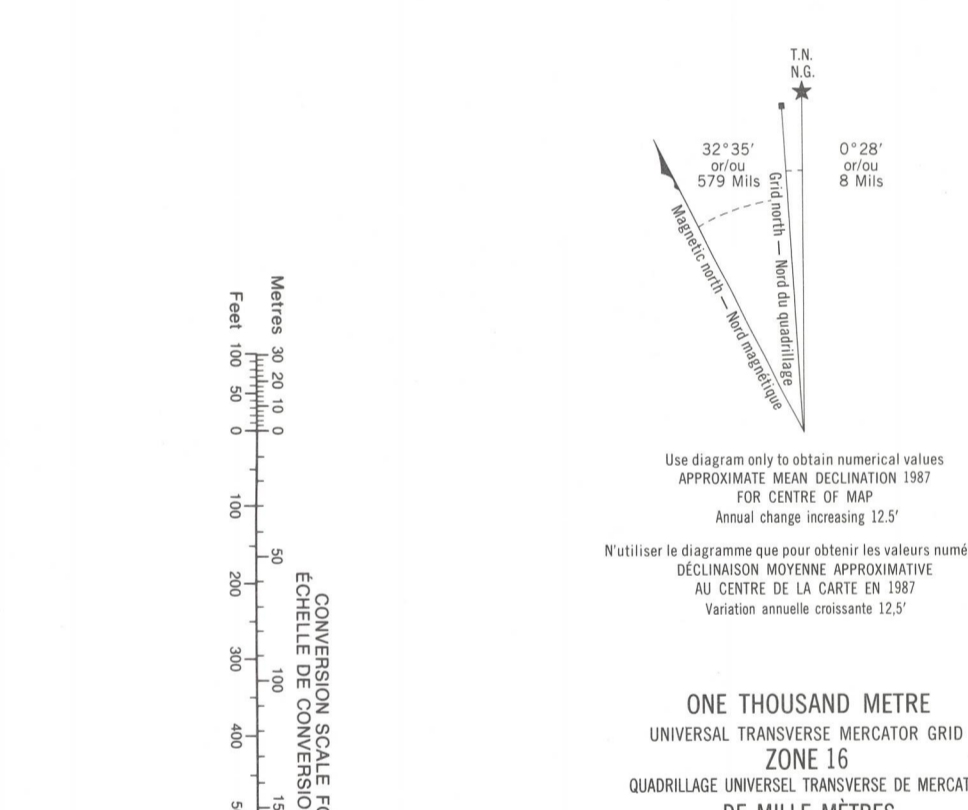 T.N.
N.G.
32°35′
or/ou
579 Mils
0°28′
or/ou
8 Mils
Magnetic north — Nord magnétique
Grid north — Nord du quadrillage
Use diagram only to obtain numerical values
APPROXIMATE MEAN DECLINATION 1987
FOR CENTRE OF MAP
Annual change increasing 12.5′
N'utiliser le diagramme que pour obtenir les valeurs numé
DÉCLINAISON MOYENNE APPROXIMATIVE
AU CENTRE DE LA CARTE EN 1987
Variation annuelle croissante 12,5′
ONE THOUSAND METRE
UNIVERSAL TRANSVERSE MERCATOR GRID
ZONE 16
QUADRILLAGE UNIVERSEL TRANSVERSE DE MERCAT
DE MILLE MÈTRES
CONVERSION SCALE FO
ÉCHELLE DE CONVERSIO
Metres 30 20 10 0 50 100 15
Feet 100 50 0 100 200 300 400 5